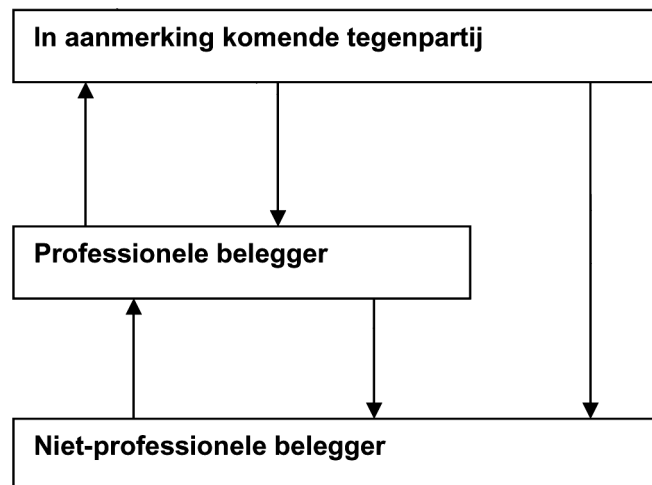 In aanmerking komende tegenpartij
Professionele belegger
Niet-professionele belegger